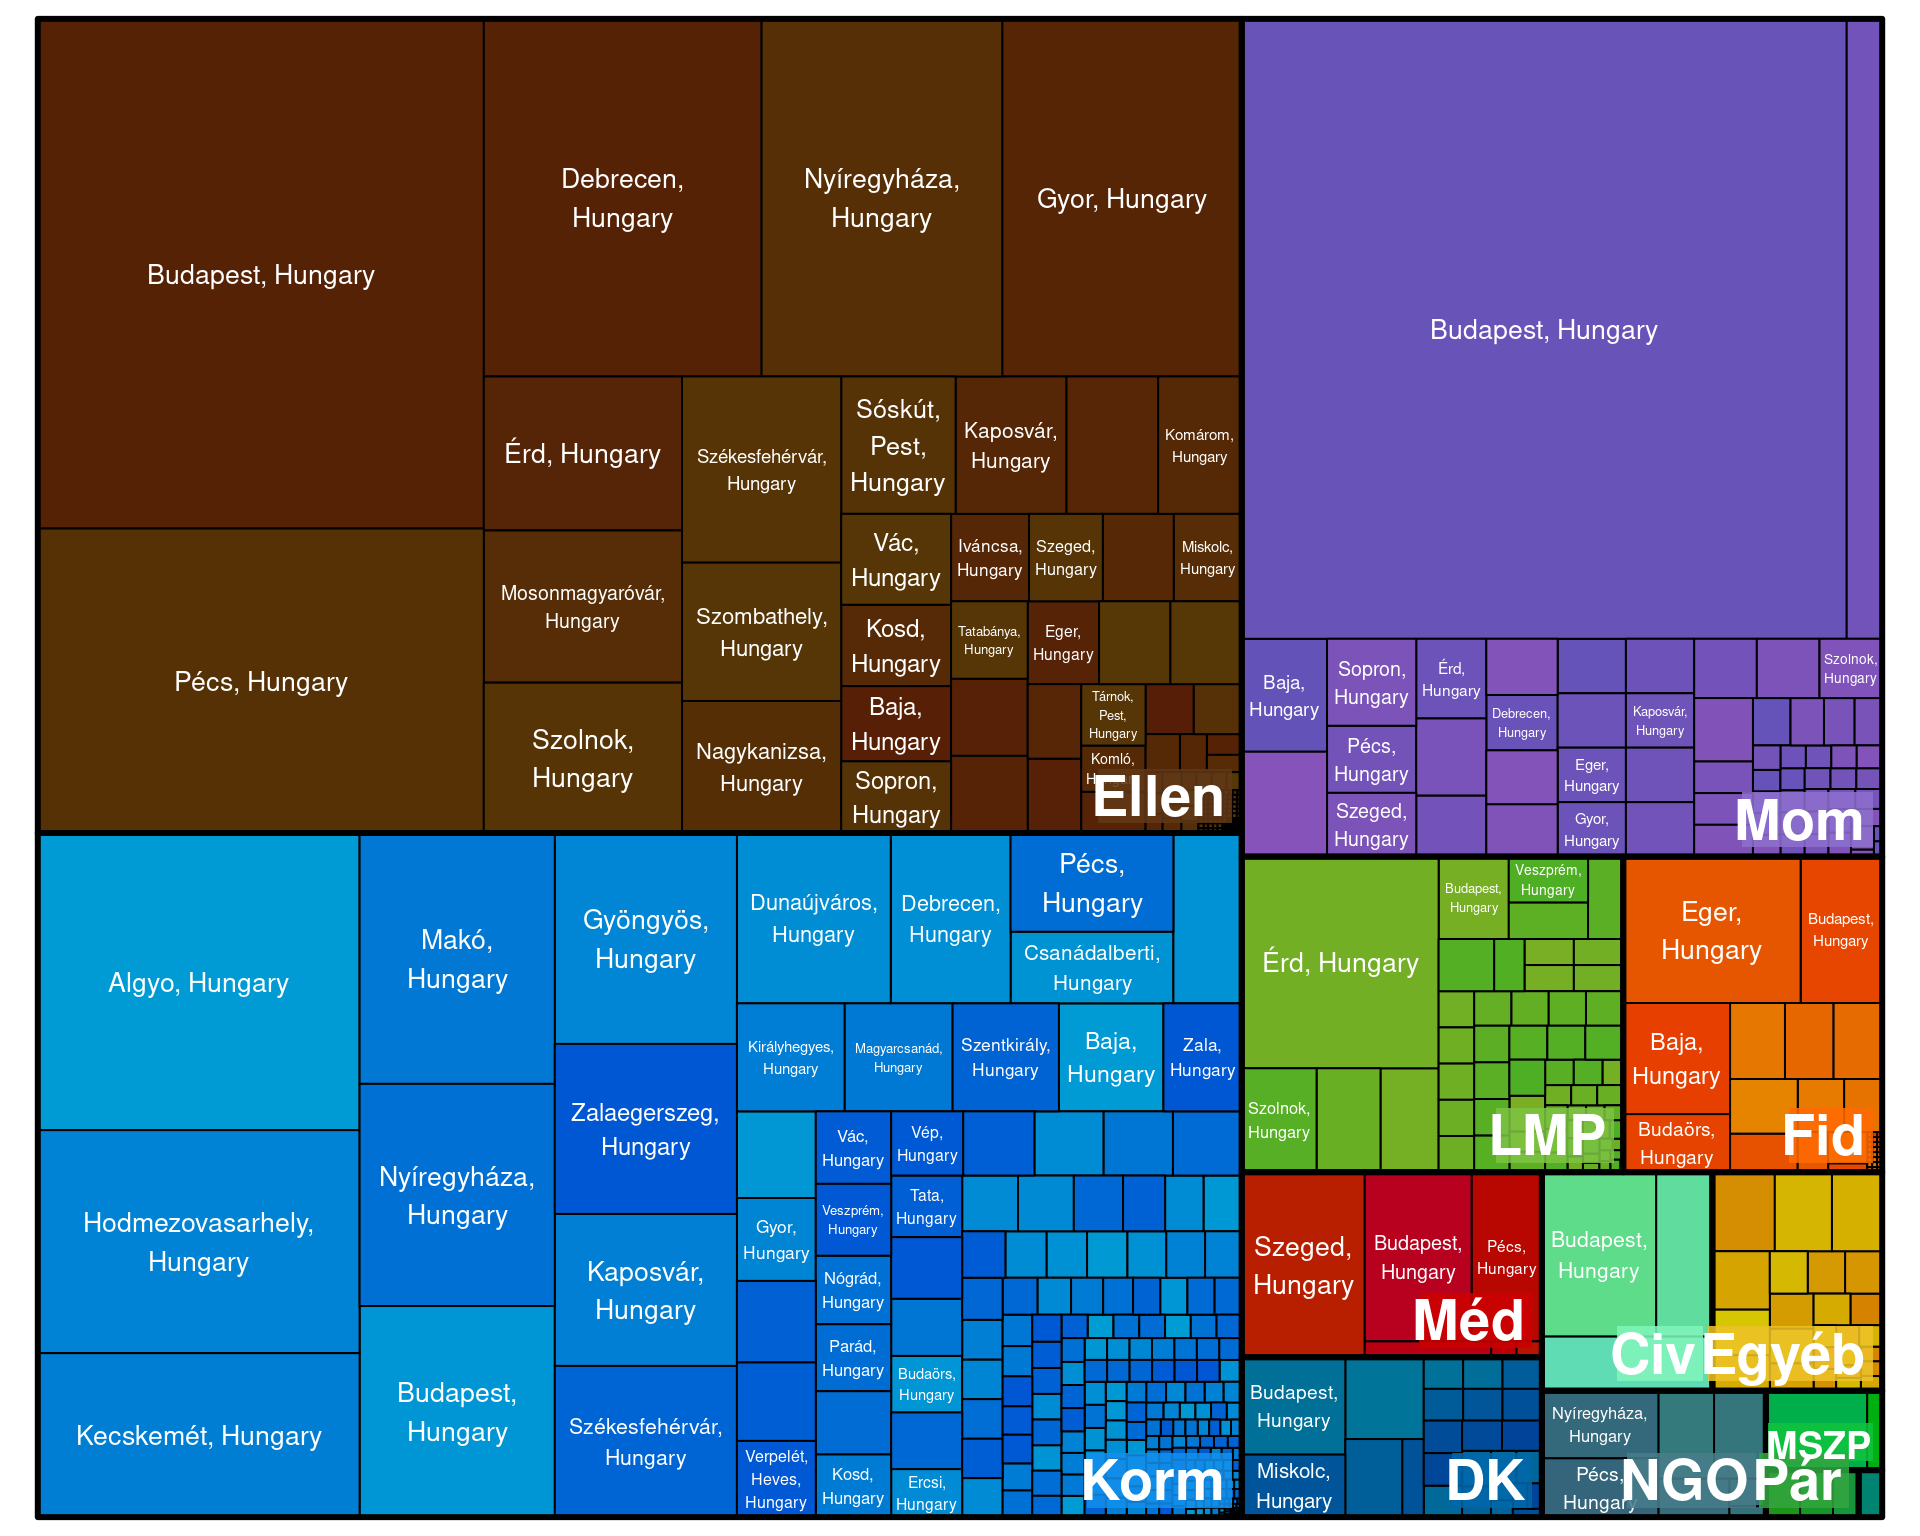 Budapest, Hungary
Debrecen,
Hungary
Nyíregyháza,
Hungary
Gyor, Hungary
Pécs, Hungary
Érd, Hungary
Székesfehérvár,
Hungary
Sóskút,
Pest,
Hungary
Kaposvár,
Hungary
Komárom,
Hungary
Mosonmagyaróvár,
Hungary
Szombathely,
Hungary
Vác,
Hungary
Iváncsa,
Hungary
Szeged,
Hungary
Miskolc,
Hungary
Kosd,
Hungary
Tatabánya,
Hungary
Eger,
Hungary
Szolnok,
Hungary
Nagykanizsa,
Hungary
Baja,
Hungary
Sopron,
Hungary
Tárnok,
Pest,
Hungary
Komló,
Ellen
Budapest, Hungary
Baja,
Hungary
Sopron,
Hungary
Érd,
Hungary
Szolnok,
Hungary
Debrecen,
Hungary
Kaposvár,
Hungary
Pécs,
Hungary
Eger,
Hungary
Szeged,
Hungary
Gyor,
Hungary
Mom
Algyo, Hungary
Makó,
Hungary
Gyöngyös,
Hungary
Dunaújváros,
Hungary
Debrecen,
Hungary
Pécs,
Hungary
Csanádalberti,
Hungary
Királyhegyes,
Hungary
Magyarcsanád,
Hungary
Szentkirály,
Hungary
Baja,
Hungary
Zala,
Hungary
Hodmezovasarhely,
Hungary
Nyíregyháza,
Hungary
Zalaegerszeg,
Hungary
Vác,
Hungary
Vép,
Hungary
Gyor,
Hungary
Veszprém,
Hungary
Tata,
Hungary
Kaposvár,
Hungary
Nógrád,
Hungary
Parád,
Hungary
Budaörs,
Hungary
Kecskemét, Hungary
Budapest,
Hungary
Székesfehérvár,
Hungary
Verpelét,
Heves,
Hungary
Kosd,
Hungary
Ercsi,
Hungary
Korm
Érd, Hungary
Budapest,
Hungary
Veszprém,
Hungary
Szolnok,
Hungary
LMP
Eger,
Hungary
Budapest,
Hungary
Baja,
Hungary
Budaörs,
Hungary
Fid
Szeged,
Hungary
Budapest,
Hungary
Pécs,
Hungary
Méd
Budapest,
Hungary
Civ
Egyéb
Budapest,
Hungary
Miskolc,
Hungary
DK
Nyíregyháza,
Hungary
Pécs,
Hungary
NGO
MSZP
Pár